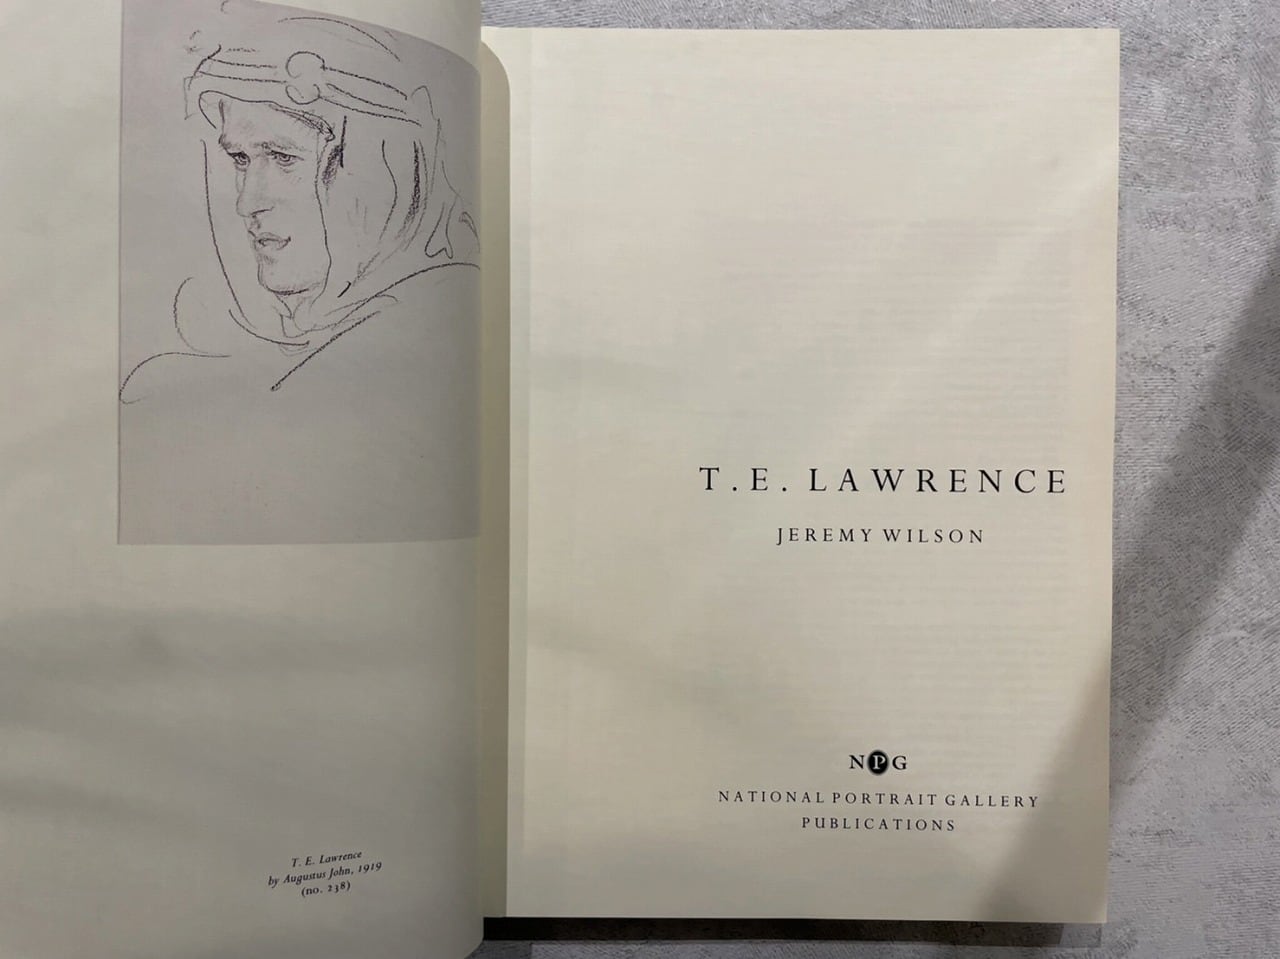 T. E. Lawrence
by Augustus John, 1919
(no. 238)
T.E. LAWRENCE
JEREMY WILSON
NPG
NATIONAL PORTRAIT GALLERY
PUBLICATIONS